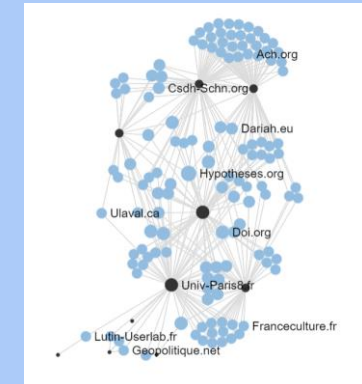 Ach.org
Csdh-Schn.org
Dariah.eu
Hypotheses.org
Ulaval.ca
Doi.org
Univ-Paris8.fr
Franceculture.fr
Lutin-Userlab.fr
Geopolitique.net